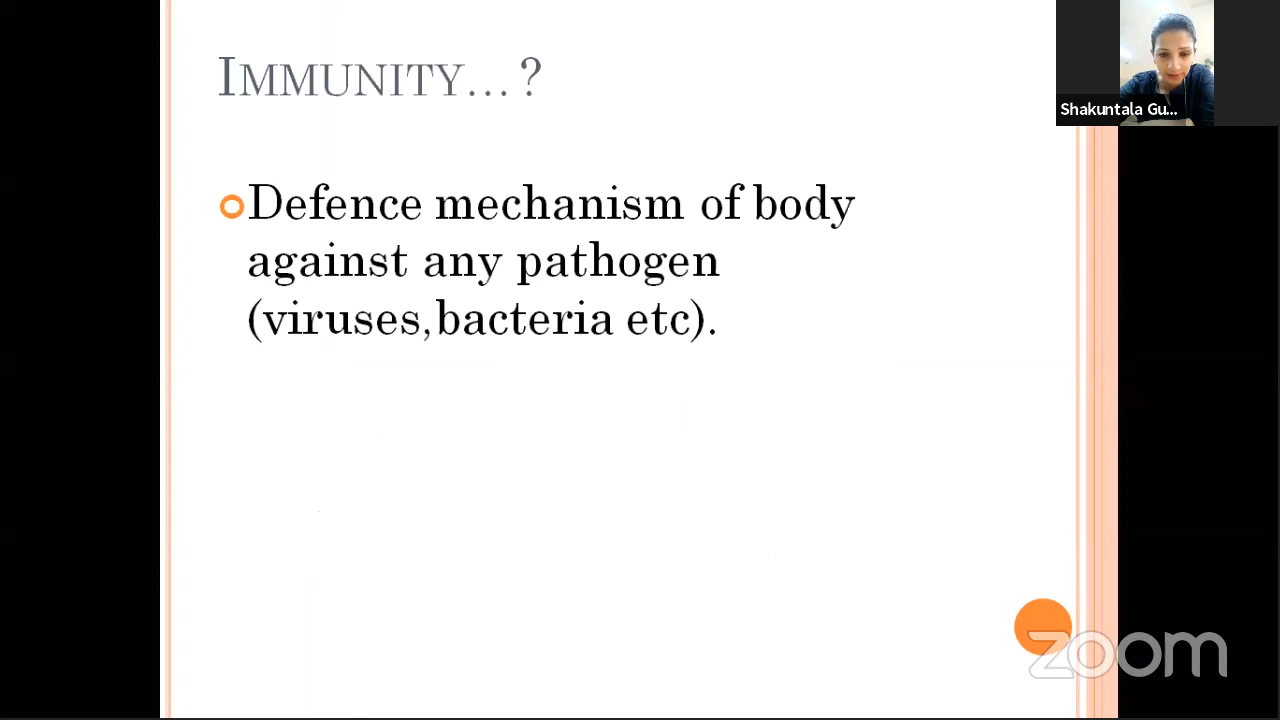 IMMUNITY...?
Shakuntala Gu...
Defence mechanism of body
against any pathogen
(viruses,bacteria etc).
zoom